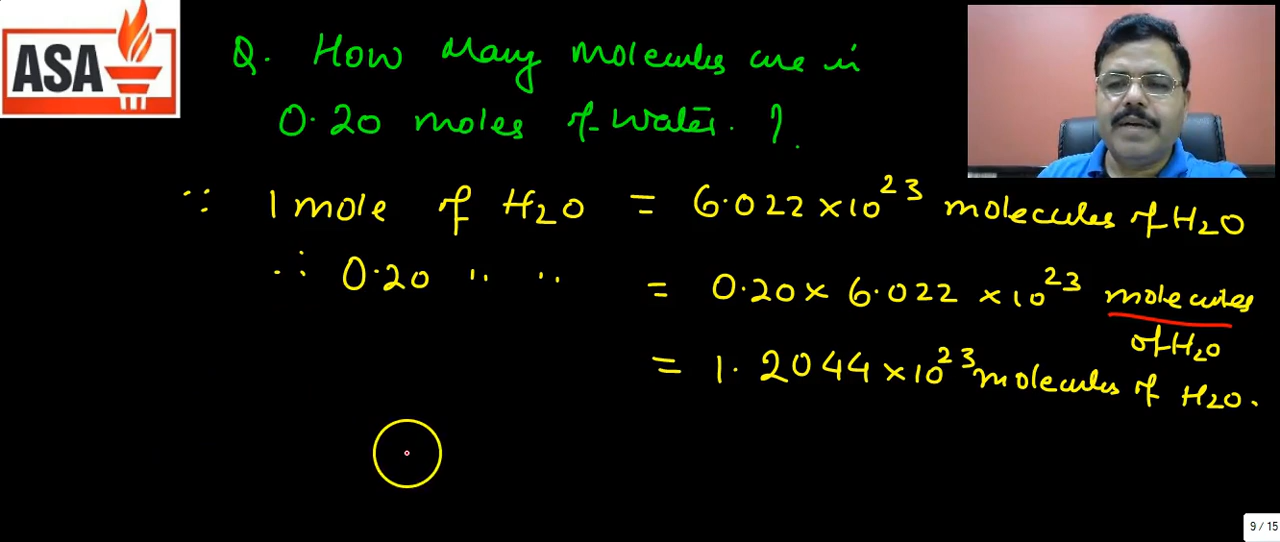 ASA
Q. How Many molecules are in
0.20 moles of Water. ?
∵ 1 mole of H2O = 6.022 × 10^23 molecules of H2O
∴ 0.20 " " = 0.20 × 6.022 × 10^23 molecules
of H2O
= 1.2044 × 10^23 molecules of H2O.
9 / 15